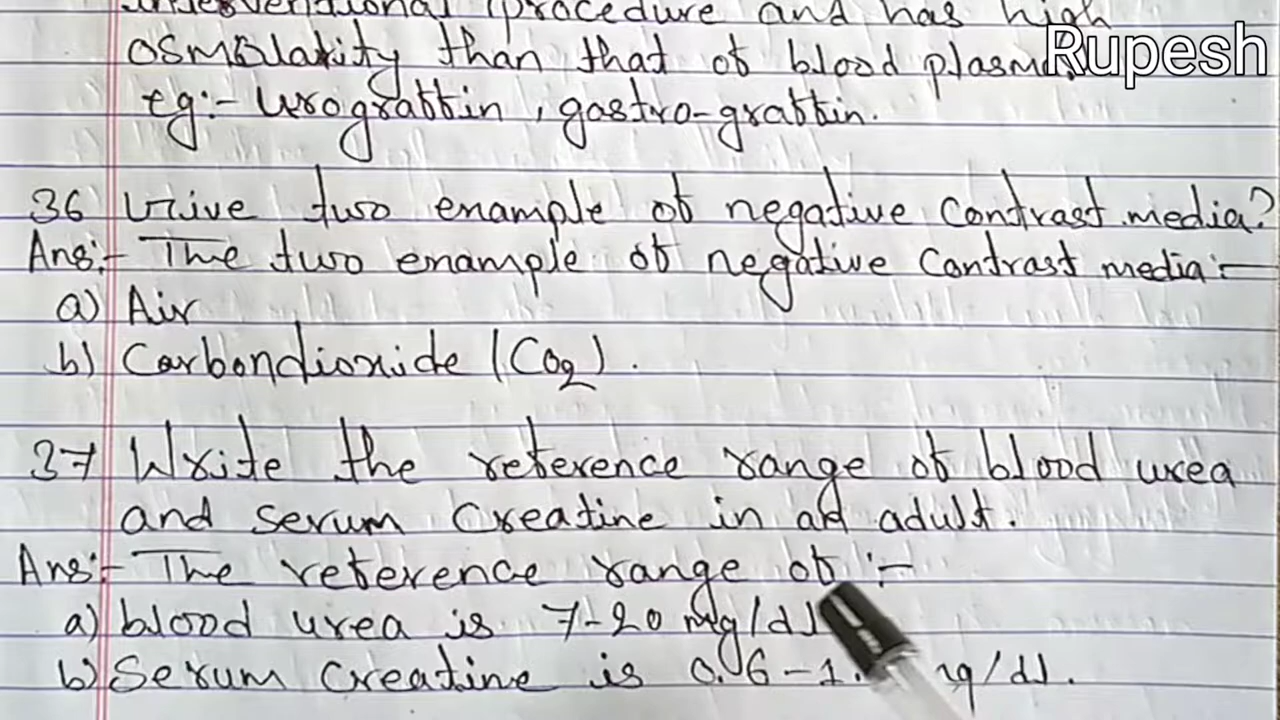 procedure and has high
Rupesh
osmolarity than that of blood plasma
eg:- Urograffin, gastro-graffin.
36 Give two example of negative contrast media?
Ans:- The two example of negative contrast media:-
a) Air
b) Carbondioxide (CO2).
37 Write the reference range of blood urea
and serum creatine in an adult.
Ans:- The reference range of :-
a) blood urea is 7-20 mg/dl
b) Serum creatine is 0.6-1. mg/dl.